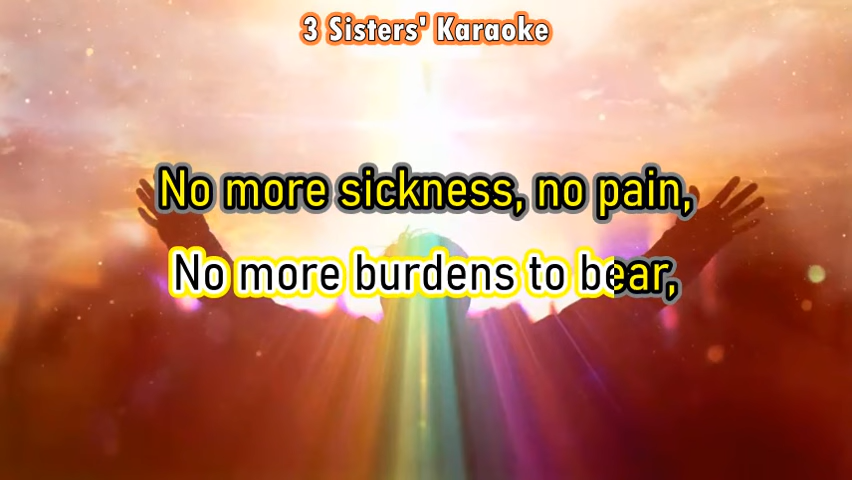 3 Sisters' Karaoke
No more sickness, no pain,
No more burdens to bear,